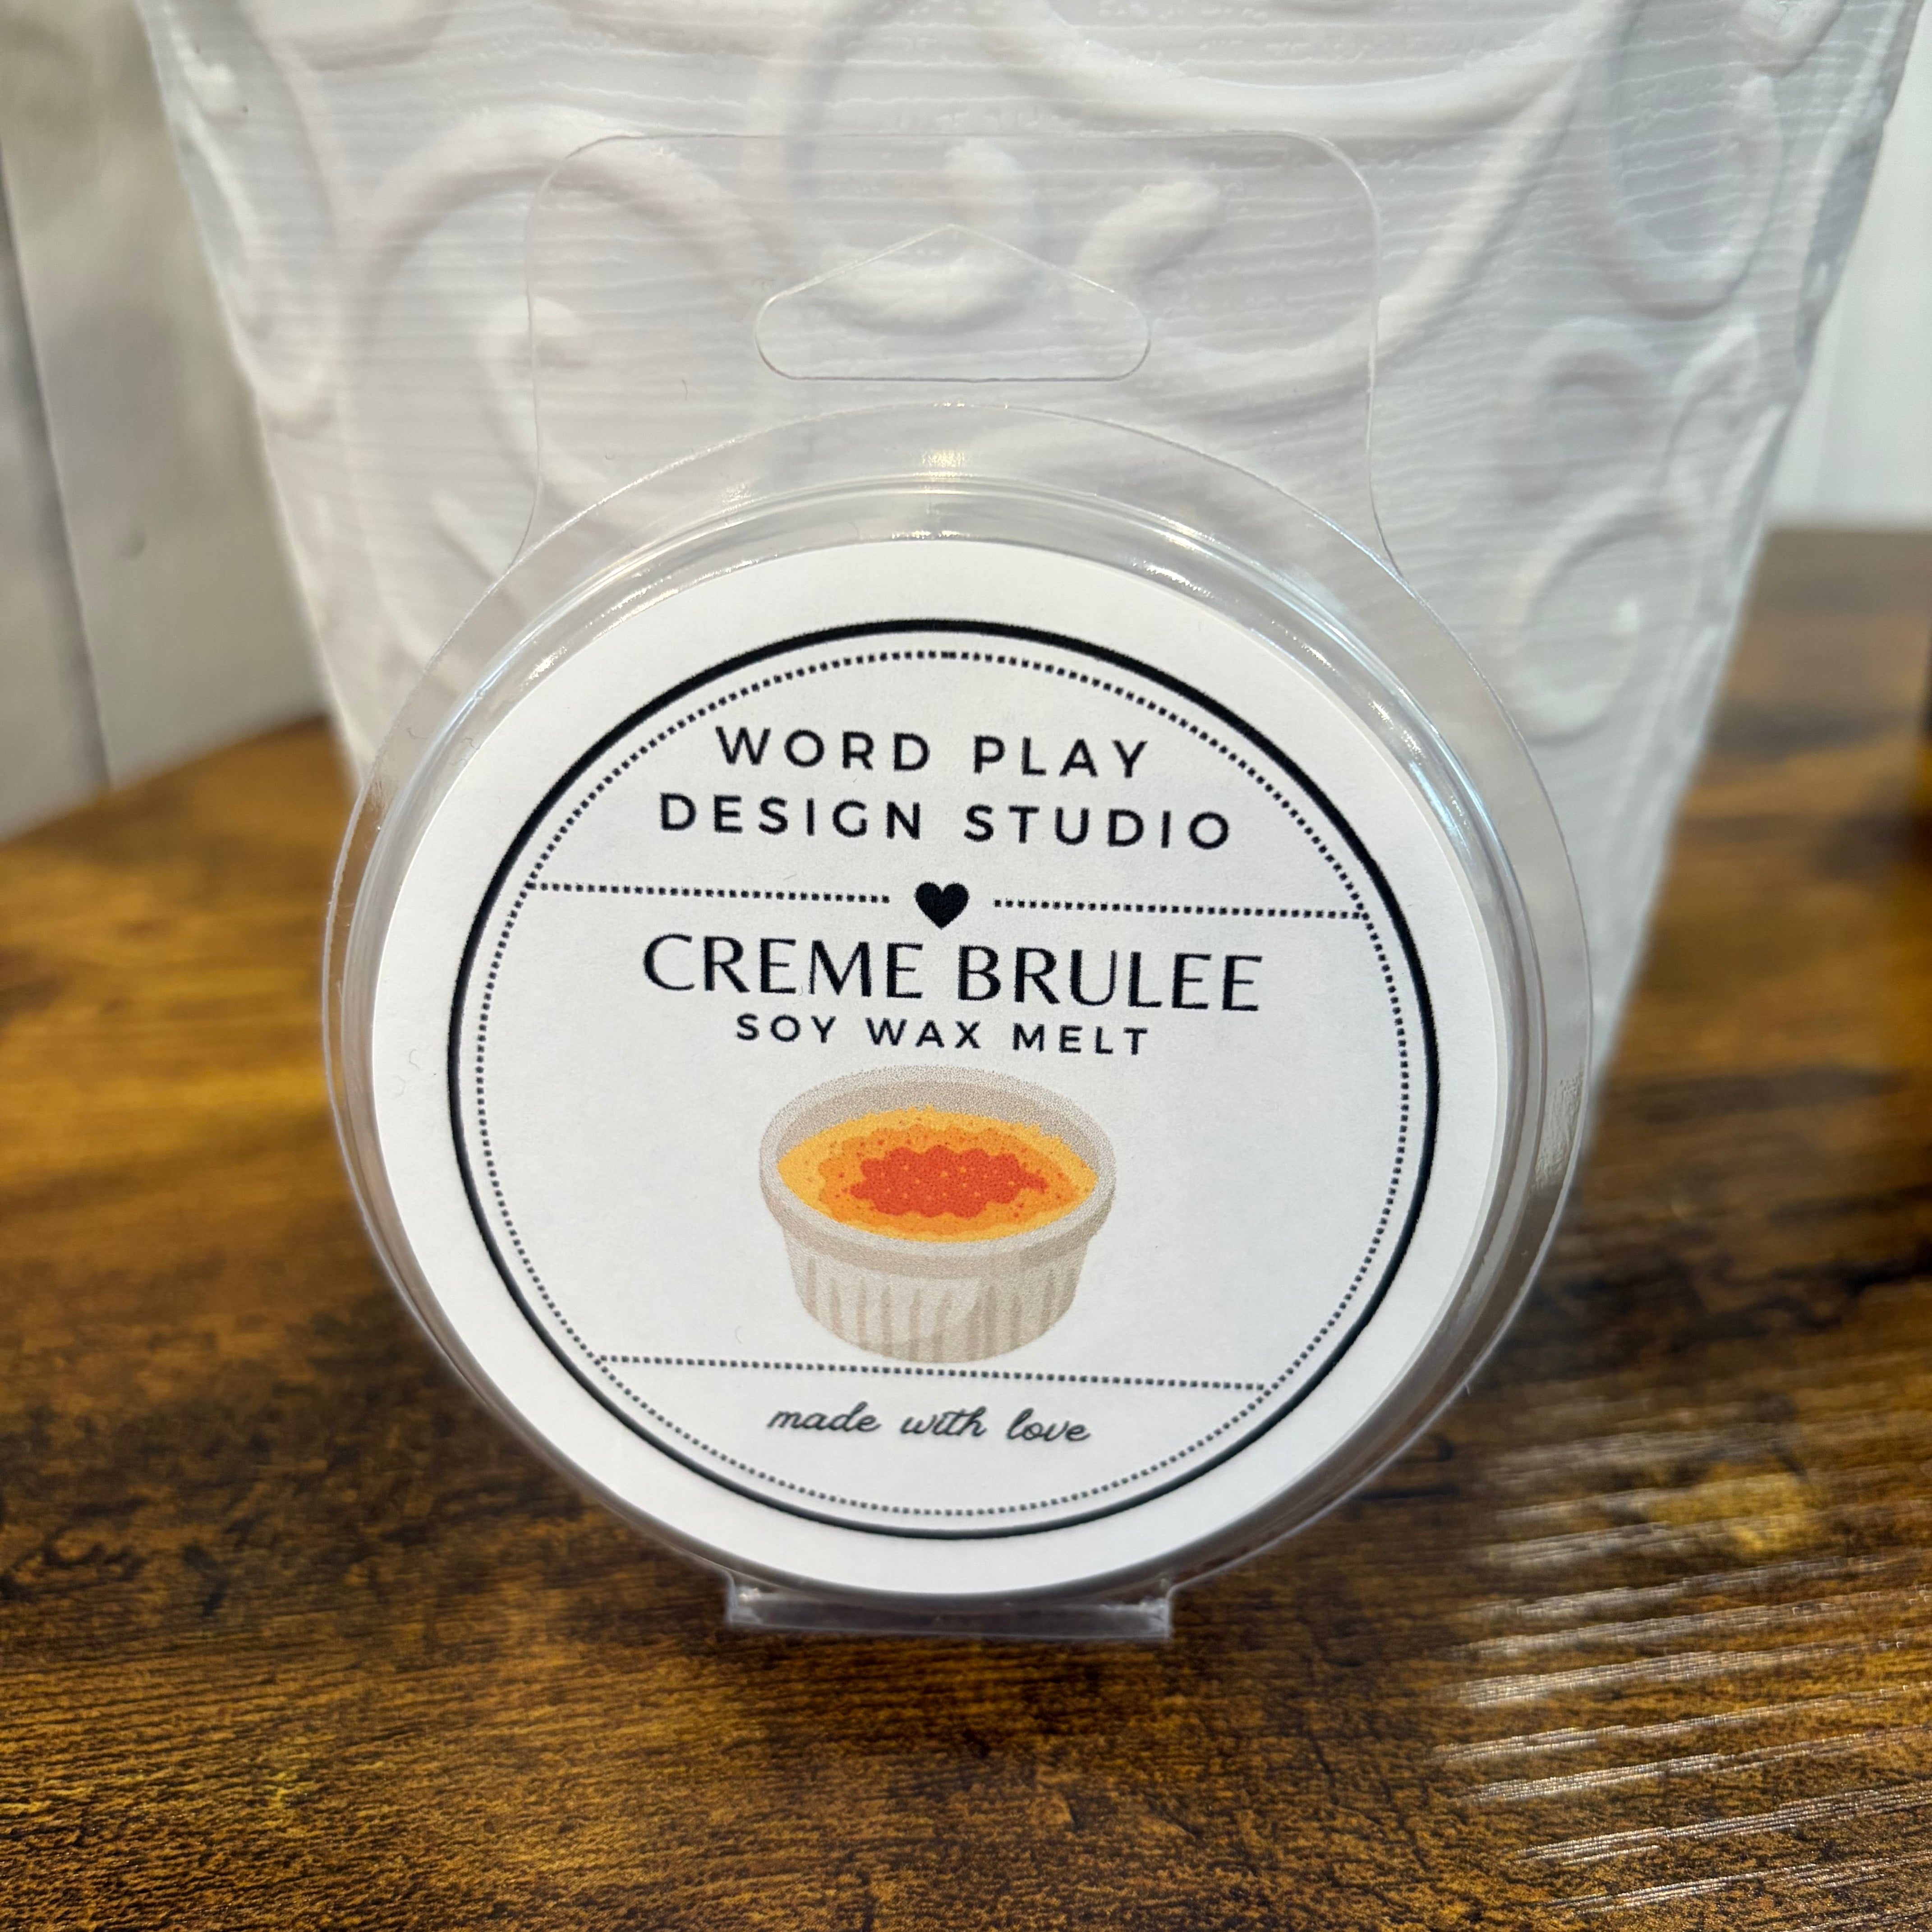 WORD PLAY
DESIGN STUDIO
CREME BRULEE
SOY WAX MELT
made with love